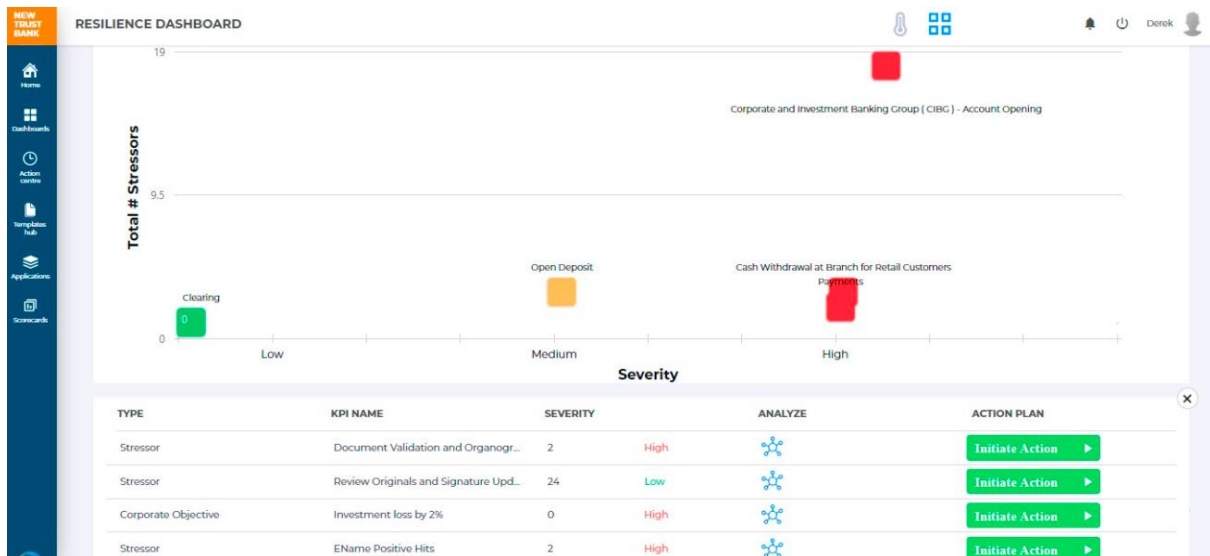 NEW
TRUST
BANK
RESILIENCE DASHBOARD
Derek
Home
Dashboards
Action
centre
Templates
hub
Applications
Scorecards
Total # Stressors
19
9.5
0
Corporate and Investment Banking Group ( CIBG ) - Account Opening
Open Deposit
Cash Withdrawal at Branch for Retail Customers
Payments
Clearing
0
Low Medium High
Severity
TYPE KPI NAME SEVERITY ANALYZE ACTION PLAN
Stressor Document Validation and Organogr... 2 High Initiate Action
Stressor Review Originals and Signature Upd... 24 Low Initiate Action
Corporate Objective Investment loss by 2% 0 High Initiate Action
Stressor EName Positive Hits 2 High Initiate Action